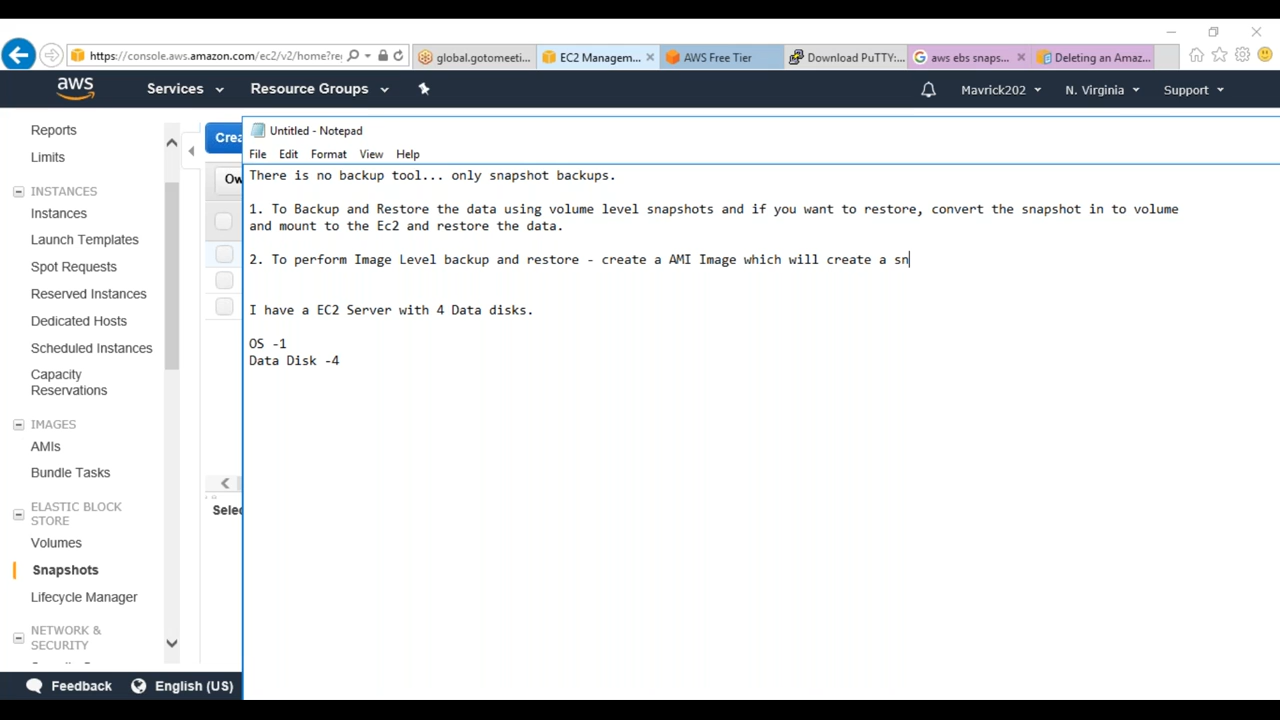 https://console.aws.amazon.com/ec2/v2/home?re
global.gotomeeti...
EC2 Managem...
AWS Free Tier
Download PuTTY:...
aws ebs snaps...
Deleting an Amaz...
aws
Services
Resource Groups
Mavrick202
N. Virginia
Support
Reports
Limits
INSTANCES
Instances
Launch Templates
Spot Requests
Reserved Instances
Dedicated Hosts
Scheduled Instances
Capacity
Reservations
IMAGES
AMIs
Bundle Tasks
ELASTIC BLOCK
STORE
Volumes
Snapshots
Lifecycle Manager
NETWORK &
SECURITY
Crea
Ow
Selec
Untitled - Notepad
File Edit Format View Help
There is no backup tool... only snapshot backups.
1. To Backup and Restore the data using volume level snapshots and if you want to restore, convert the snapshot in to volume
and mount to the Ec2 and restore the data.
2. To perform Image Level backup and restore - create a AMI Image which will create a sn
I have a EC2 Server with 4 Data disks.
OS -1
Data Disk -4
Feedback
English (US)